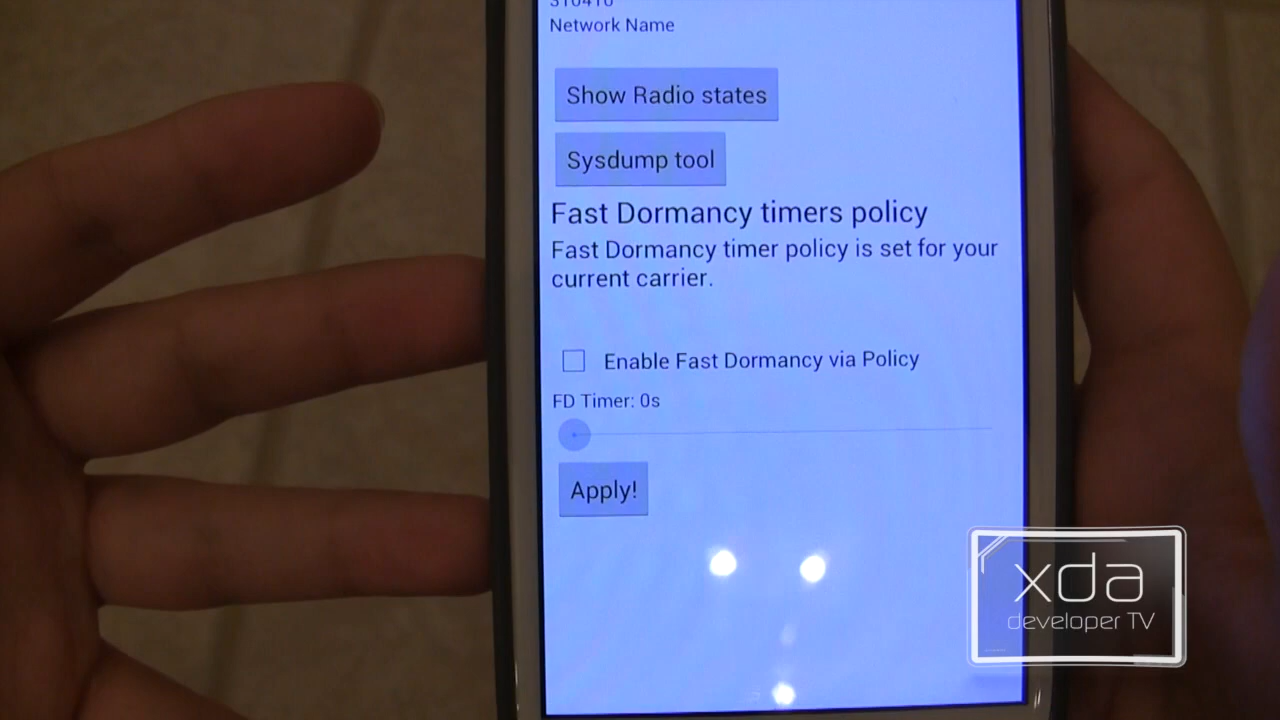 310410
Network Name
Show Radio states
Sysdump tool
Fast Dormancy timers policy
Fast Dormancy timer policy is set for your
current carrier.
Enable Fast Dormancy via Policy
FD Timer: 0s
Apply!
xda
developer TV